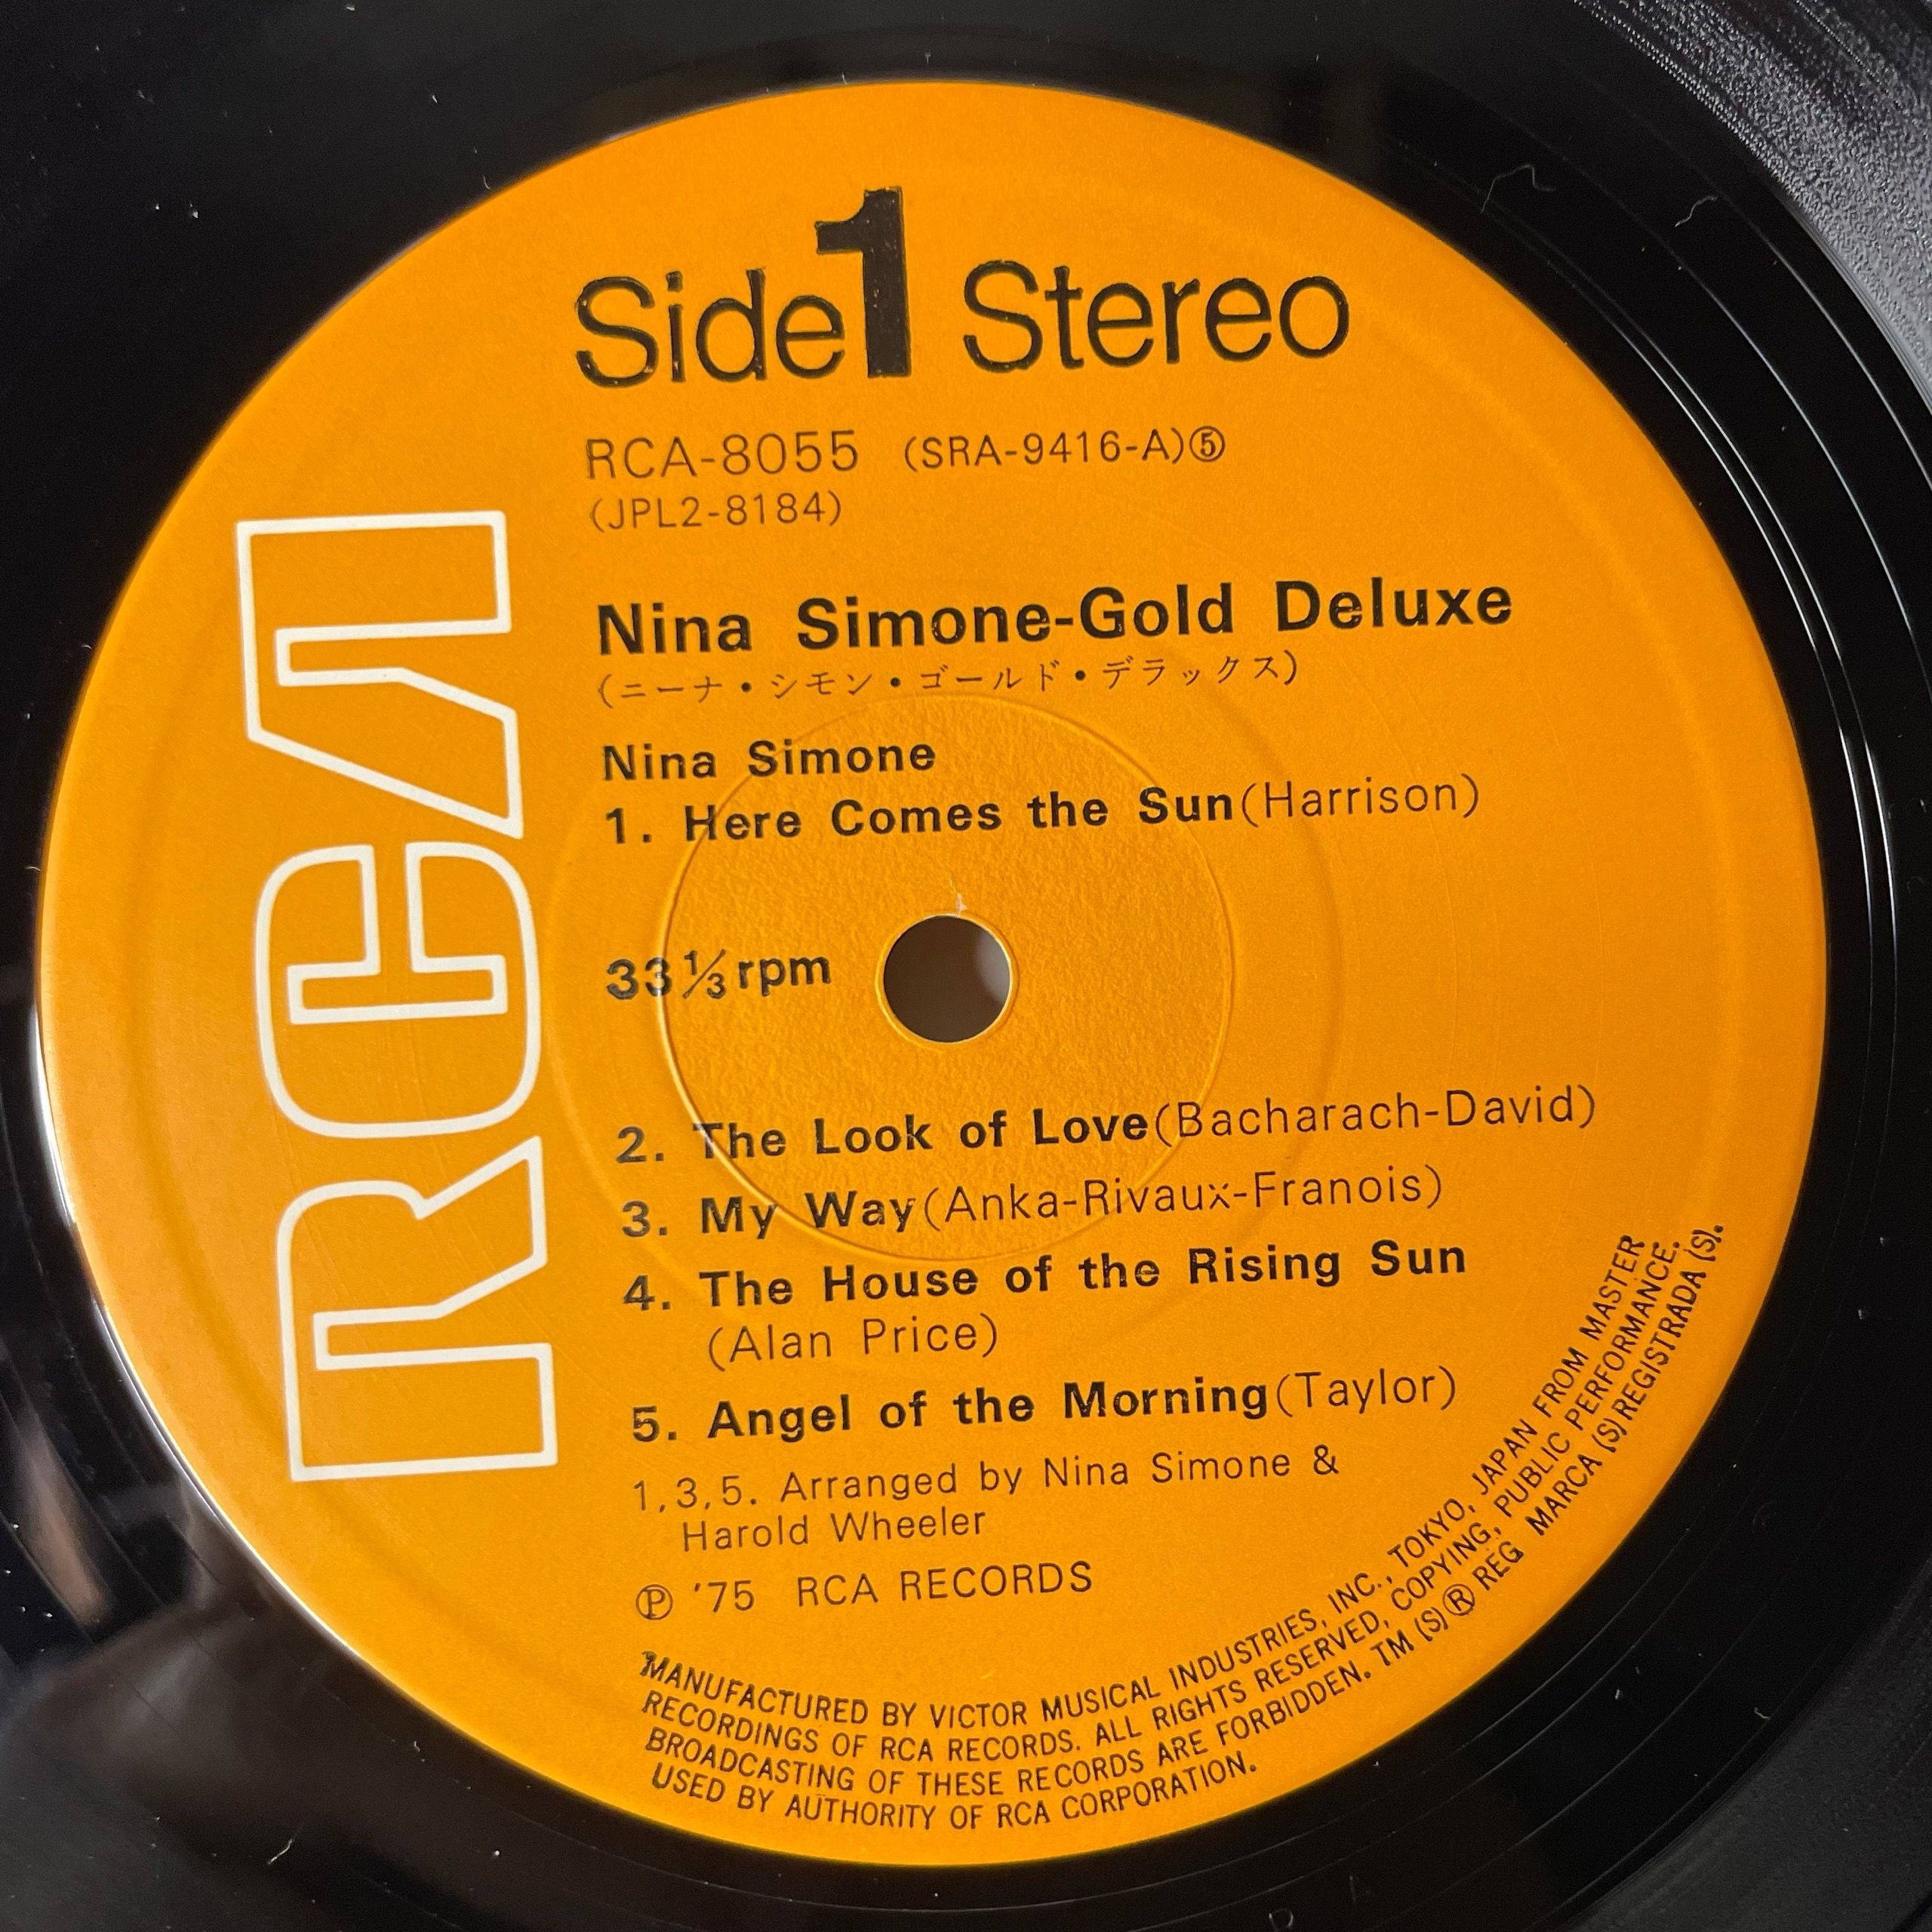 Side 1 Stereo
RCA-8055 (SRA-9416-A)⑤
(JPL2-8184)
Nina Simone-Gold Deluxe
(ニーナ・シモン・ゴールド・デラックス)
Nina Simone
1. Here Comes the Sun(Harrison)
33⅓rpm
2. The Look of Love(Bacharach-David)
3. My Way(Anka-Rivaux-Franois)
4. The House of the Rising Sun
(Alan Price)
5. Angel of the Morning(Taylor)
1,3,5. Arranged by Nina Simone &
Harold Wheeler
℗ '75 RCA RECORDS
RCA
MANUFACTURED BY VICTOR MUSICAL INDUSTRIES, INC., TOKYO, JAPAN FROM MASTER
RECORDINGS OF RCA RECORDS. ALL RIGHTS RESERVED, COPYING, PUBLIC PERFORMANCE.
BROADCASTING OF THESE RECORDS ARE FORBIDDEN. TM (S)® REG MARCA (S) REGISTRADA (S).
USED BY AUTHORITY OF RCA CORPORATION.